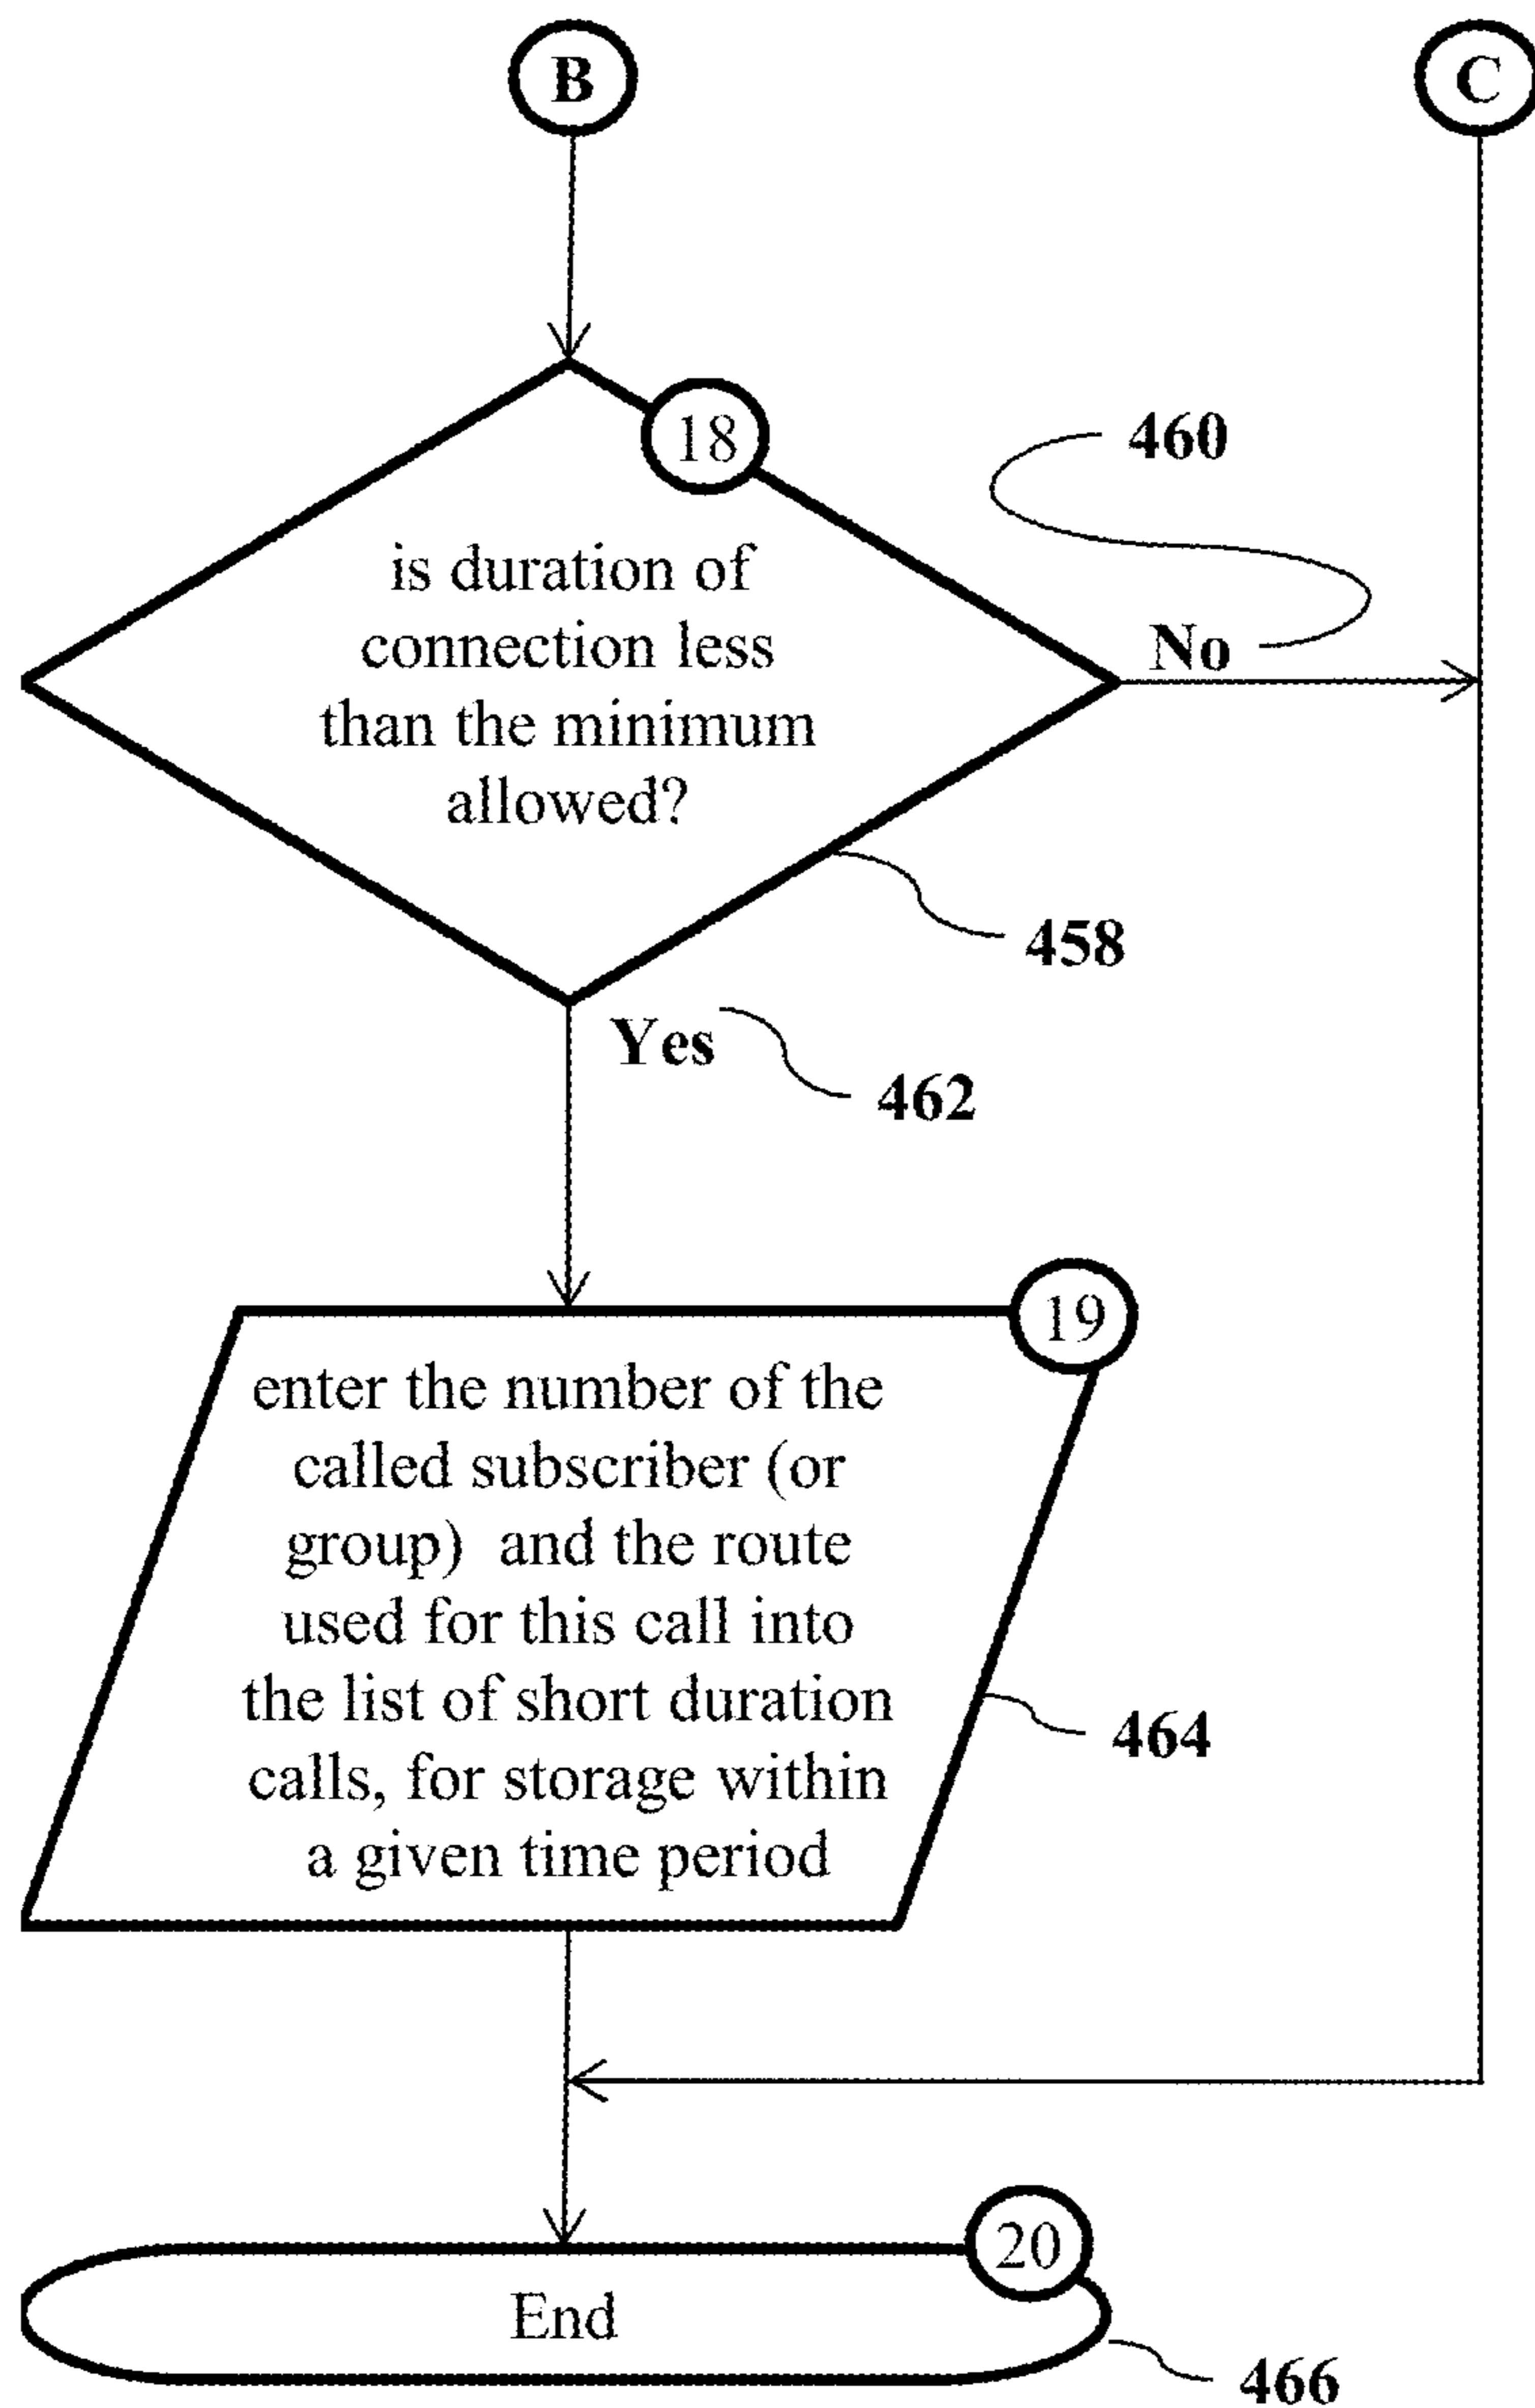 B
C
18
460
is duration of
connection less
than the minimum
allowed?
No
458
Yes
462
19
enter the number of the
called subscriber (or
group) and the route
used for this call into
the list of short duration
calls, for storage within
a given time period
464
20
End
466